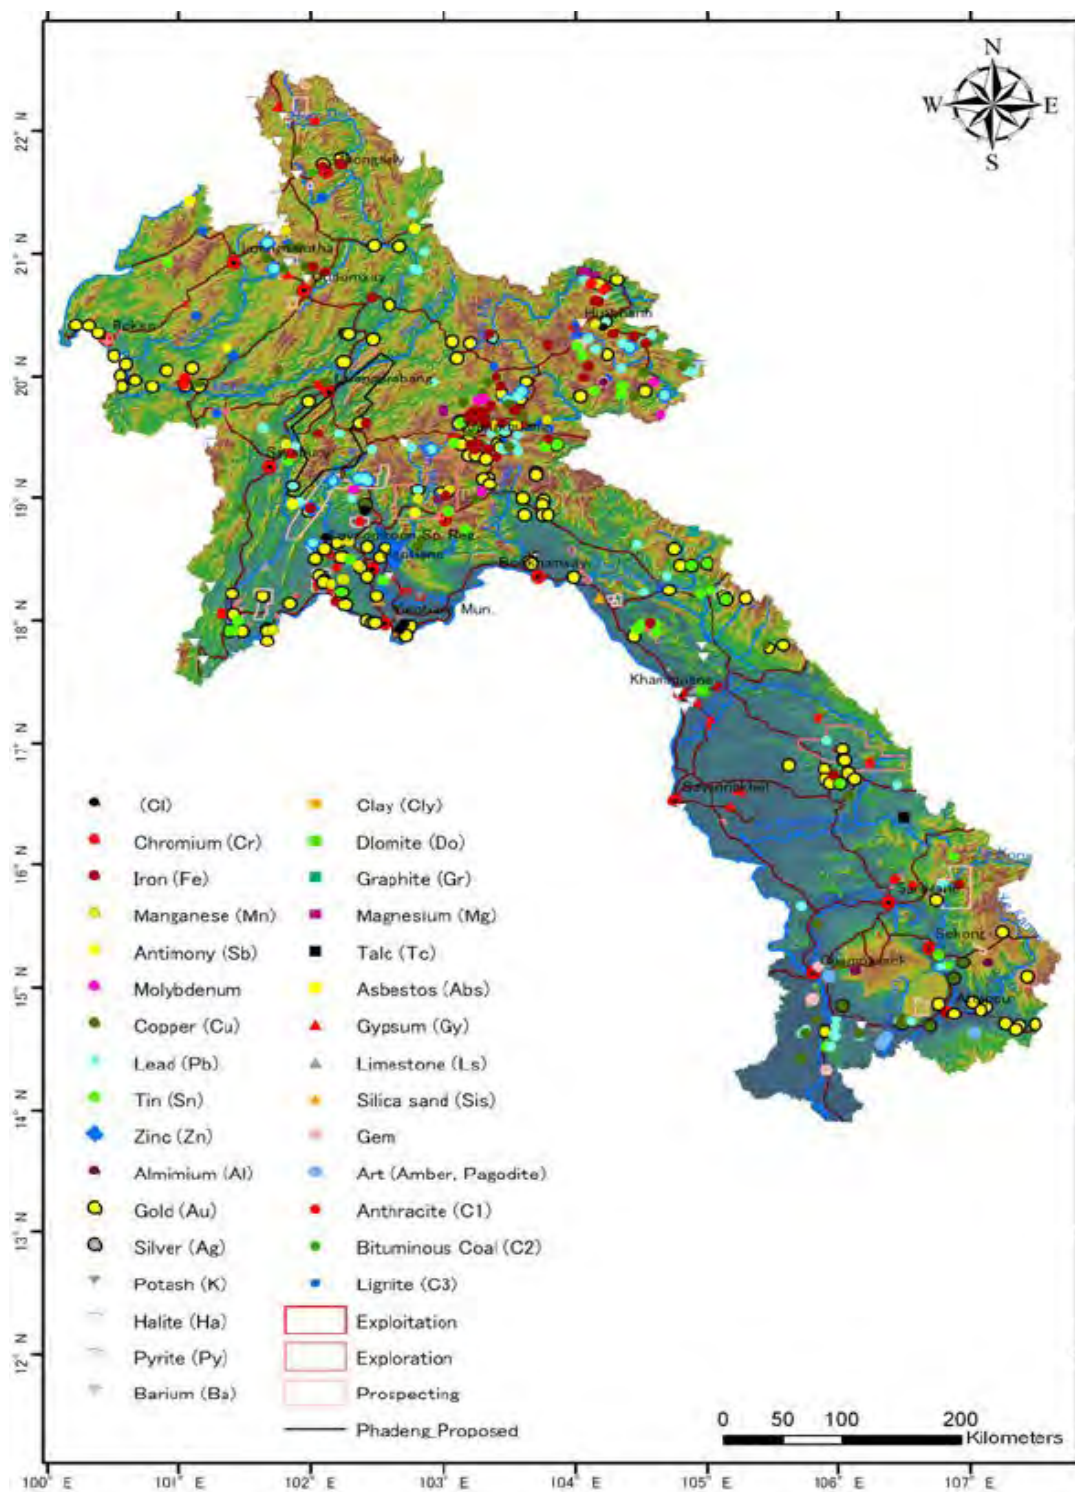 N
W E
S
22° N
21° N
20° N
19° N
18° N
17° N
16° N
15° N
14° N
13° N
12° N
Phongsaly
Oudomxay
Bokeo
Huaphanh
Luangprabang
Sayabury
Borikhamxay
Vientiane Mun.
Khammouane
Savannakhet
Saravane
Sekong
Champasack
Attapeu
(Cl)
Chromium (Cr)
Iron (Fe)
Manganese (Mn)
Antimony (Sb)
Molybdenum
Copper (Cu)
Lead (Pb)
Tin (Sn)
Zinc (Zn)
Almimium (Al)
Gold (Au)
Silver (Ag)
Potash (K)
Halite (Ha)
Pyrite (Py)
Barium (Ba)
Clay (Cly)
Dlomite (Do)
Graphite (Gr)
Magnesium (Mg)
Talc (Tc)
Asbestos (Abs)
Gypsum (Gy)
Limestone (Ls)
Silica sand (Sis)
Gem
Art (Amber, Pagodite)
Anthracite (C1)
Bituminous Coal (C2)
Lignite (C3)
Exploitation
Exploration
Prospecting
Phadeng_Proposed
0 50 100 200
Kilometers
100° E 101° E 102° E 103° E 104° E 105° E 106° E 107° E